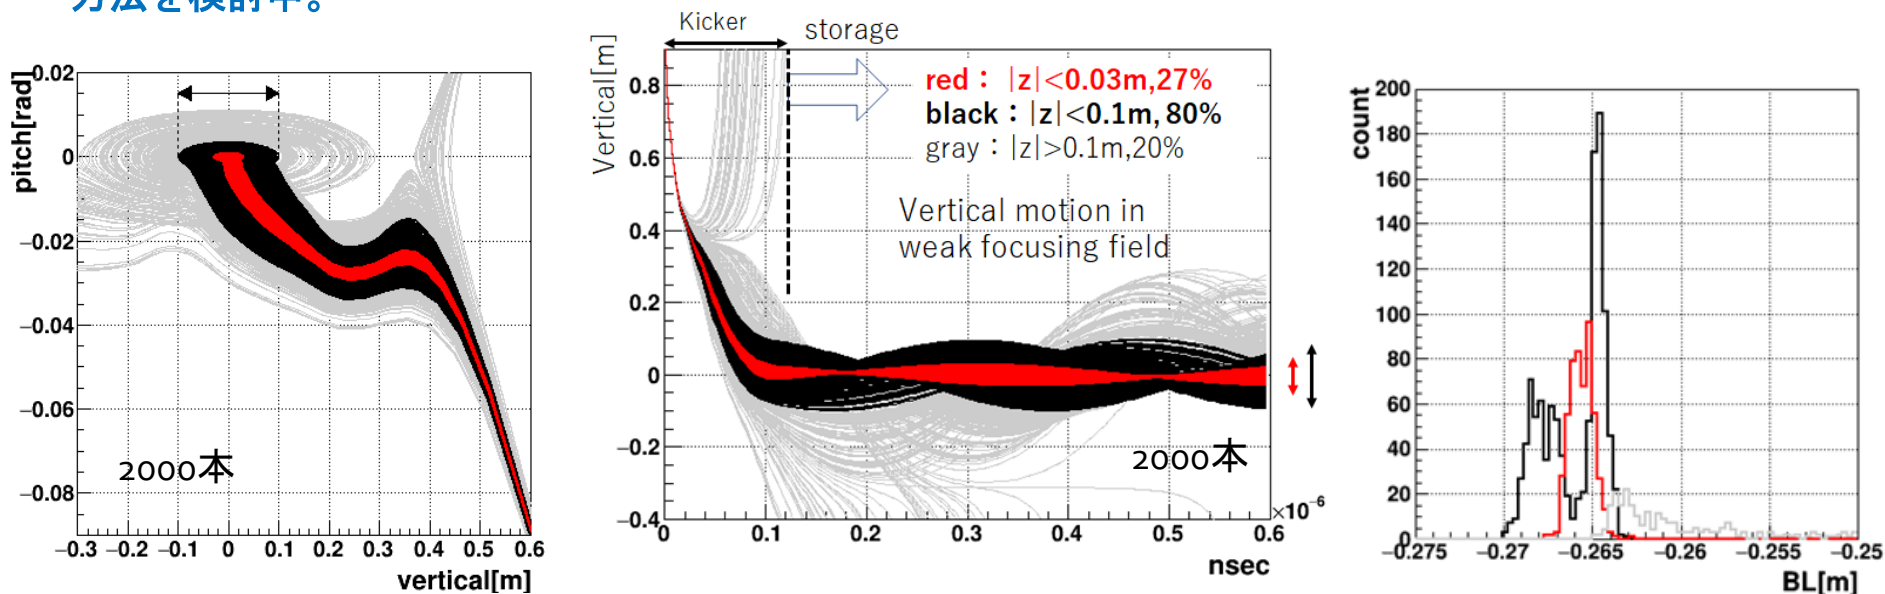 方法を検討中。
0.02
0
−0.02
−0.04
−0.06
−0.08
pitch[rad]
2000本
−0.3 −0.2 −0.1 0 0.1 0.2 0.3 0.4 0.5 0.6
vertical[m]
Kicker
storage
Vertical[m]
0.8
0.6
0.4
0.2
0
−0.2
−0.4
red： |z|<0.03m,27%
black：|z|<0.1m, 80%
gray：|z|>0.1m,20%
Vertical motion in
weak focusing field
2000本
×10⁻⁶
0 0.1 0.2 0.3 0.4 0.5 0.6
nsec
count
200
180
160
140
120
100
80
60
40
20
0
−0.275 −0.27 −0.265 −0.26 −0.255 −0.25
BL[m]